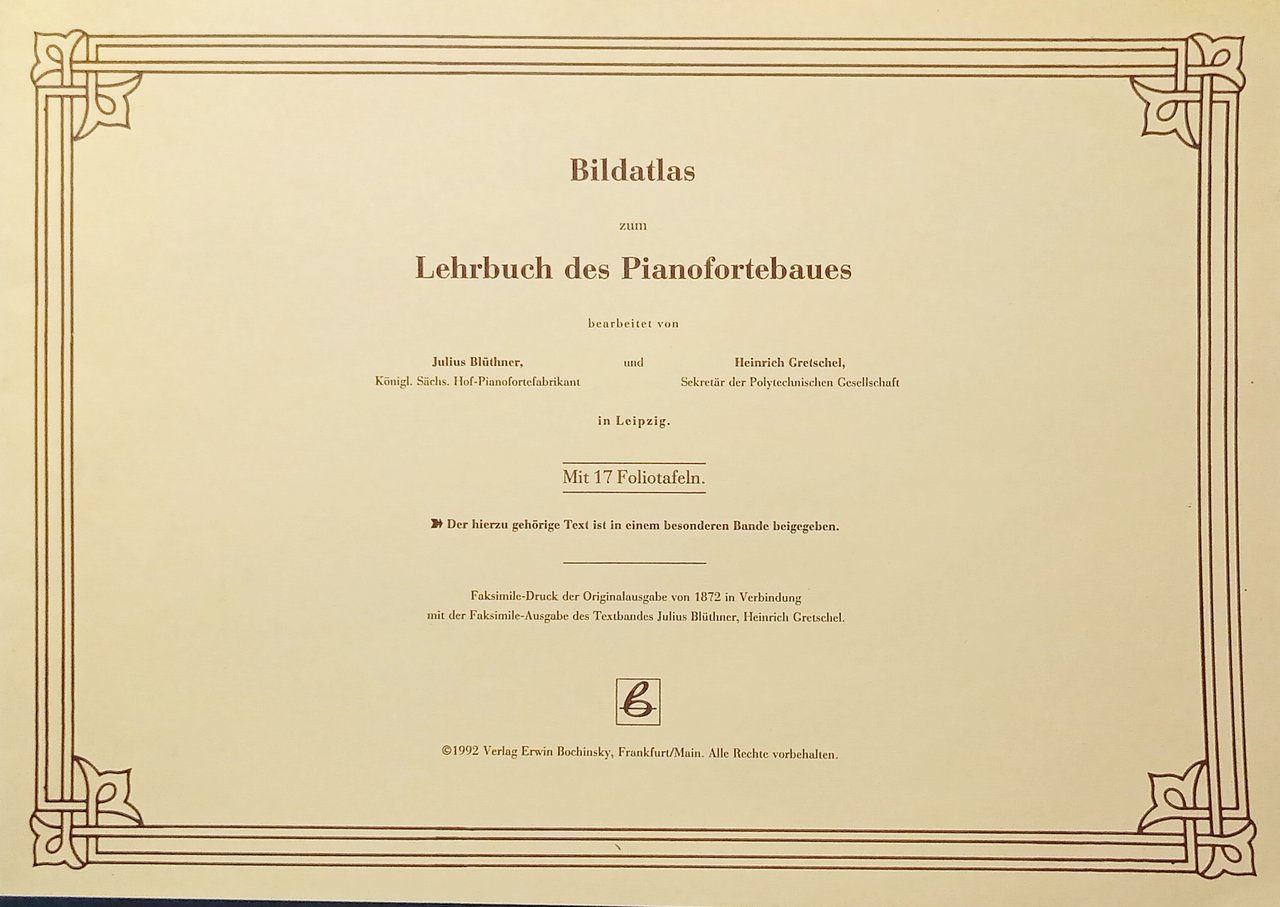 Bildatlas
zum
Lehrbuch des Pianofortebaues
bearbeitet von
Julius Blüthner, und Heinrich Gretschel,
Königl. Sächs. Hof-Pianofortefabrikant Sekretär der Polytechnischen Gesellschaft
in Leipzig.
Mit 17 Foliotafeln.
Der hierzu gehörige Text ist in einem besonderen Bande beigegeben.
Faksimile-Druck der Originalausgabe von 1872 in Verbindung
mit der Faksimile-Ausgabe des Textbandes Julius Blüthner, Heinrich Gretschel.
b
©1992 Verlag Erwin Bochinsky, Frankfurt/Main. Alle Rechte vorbehalten.